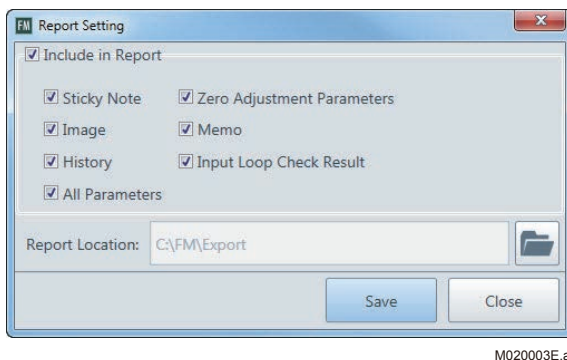 FM Report Setting
Include in Report
Sticky Note Zero Adjustment Parameters
Image Memo
History Input Loop Check Result
All Parameters
Report Location: C:\FM\Export
Save Close
M020003E.a